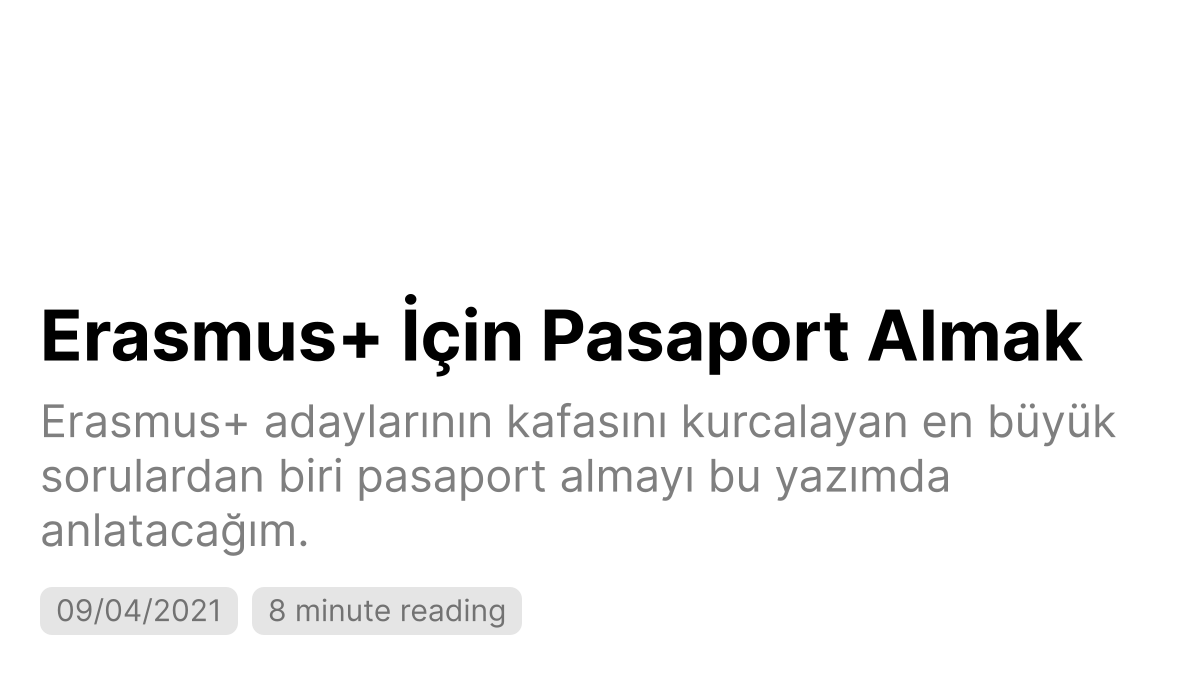 Erasmus+ İçin Pasaport Almak
Erasmus+ adaylarının kafasını kurcalayan en büyük
sorulardan biri pasaport almayı bu yazımda
anlatacağım.
09/04/2021 8 minute reading